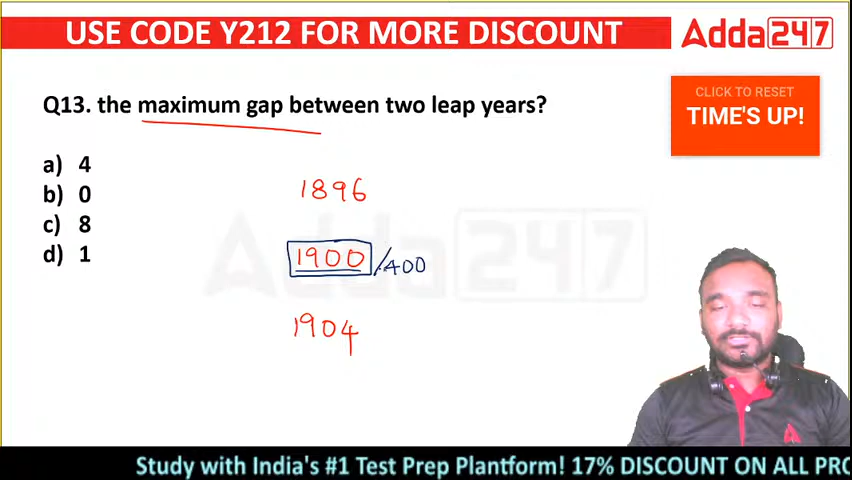 USE CODE Y212 FOR MORE DISCOUNT
Adda247
Q13. the maximum gap between two leap years?
CLICK TO RESET
TIME'S UP!
a) 4
b) 0
c) 8
d) 1
1896
1900 /400
1904
Adda247
Study with India's #1 Test Prep Plantform! 17% DISCOUNT ON ALL PRO